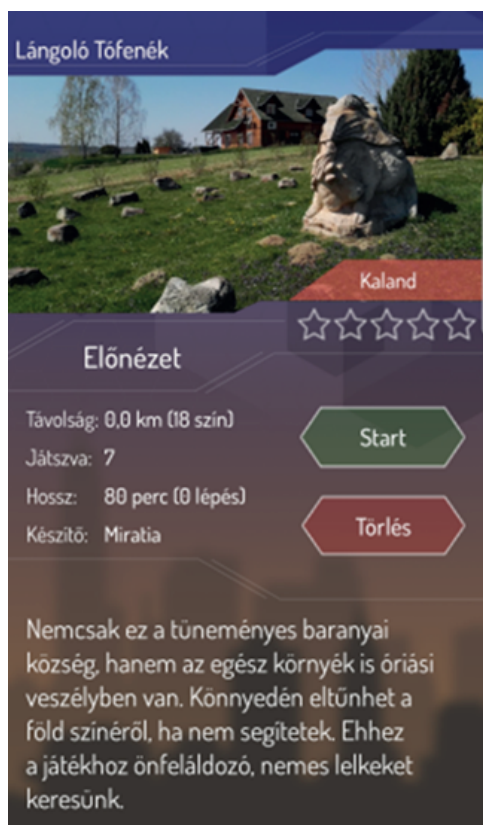 Lángoló Tófenék
Kaland
Előnézet
Távolság: 0,0 km (18 szín)
Játszva: 7
Hossz: 80 perc (0 lépés)
Készítő: Miratia
Start
Törlés
Nemcsak ez a tüneményes baranyai
község, hanem az egész környék is óriási
veszélyben van. Könnyedén eltűnhet a
föld színéről, ha nem segítetek. Ehhez
a játékhoz önfeláldozó, nemes lelkeket
keresünk.